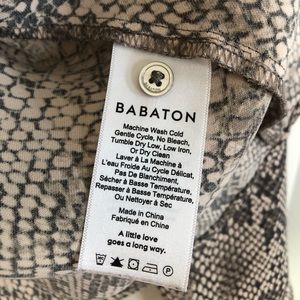 BABATON
Machine Wash Cold
Gentle Cycle, No Bleach,
Tumble Dry Low, Low Iron,
Or Dry Clean
Laver à La Machine à
L'eau Froide Au Cycle Délicat,
Pas De Blanchiment,
Sécher à Basse Température,
Repasser à Basse Température,
Ou Nettoyer à Sec
Made in China
Fabriqué en China
A little love
goes a long way.